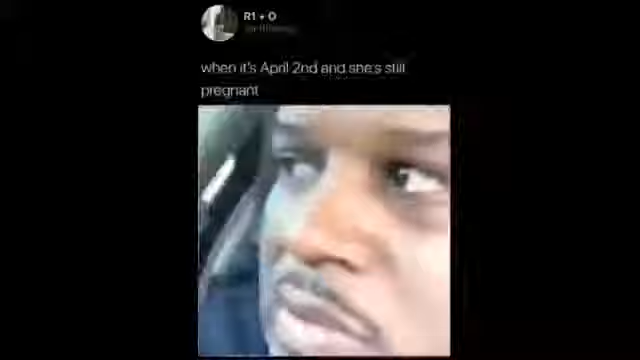 R1 + O
when it's April 2nd and she's still
pregnant